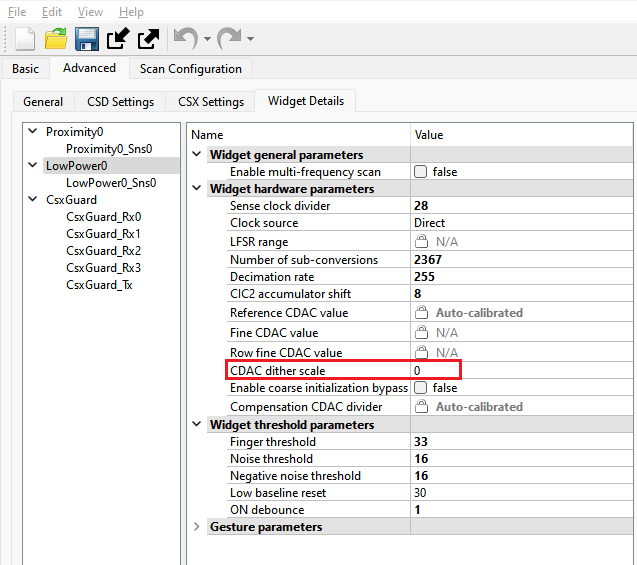 File Edit View Help
Basic Advanced Scan Configuration
General CSD Settings CSX Settings Widget Details
Proximity0
Proximity0_Sns0
LowPower0
LowPower0_Sns0
CsxGuard
CsxGuard_Rx0
CsxGuard_Rx1
CsxGuard_Rx2
CsxGuard_Rx3
CsxGuard_Tx
Name Value
Widget general parameters
Enable multi-frequency scan false
Widget hardware parameters
Sense clock divider 28
Clock source Direct
LFSR range N/A
Number of sub-conversions 2367
Decimation rate 255
CIC2 accumulator shift 8
Reference CDAC value Auto-calibrated
Fine CDAC value N/A
Row fine CDAC value N/A
CDAC dither scale 0
Enable coarse initialization bypass false
Compensation CDAC divider Auto-calibrated
Widget threshold parameters
Finger threshold 33
Noise threshold 16
Negative noise threshold 16
Low baseline reset 30
ON debounce 1
Gesture parameters